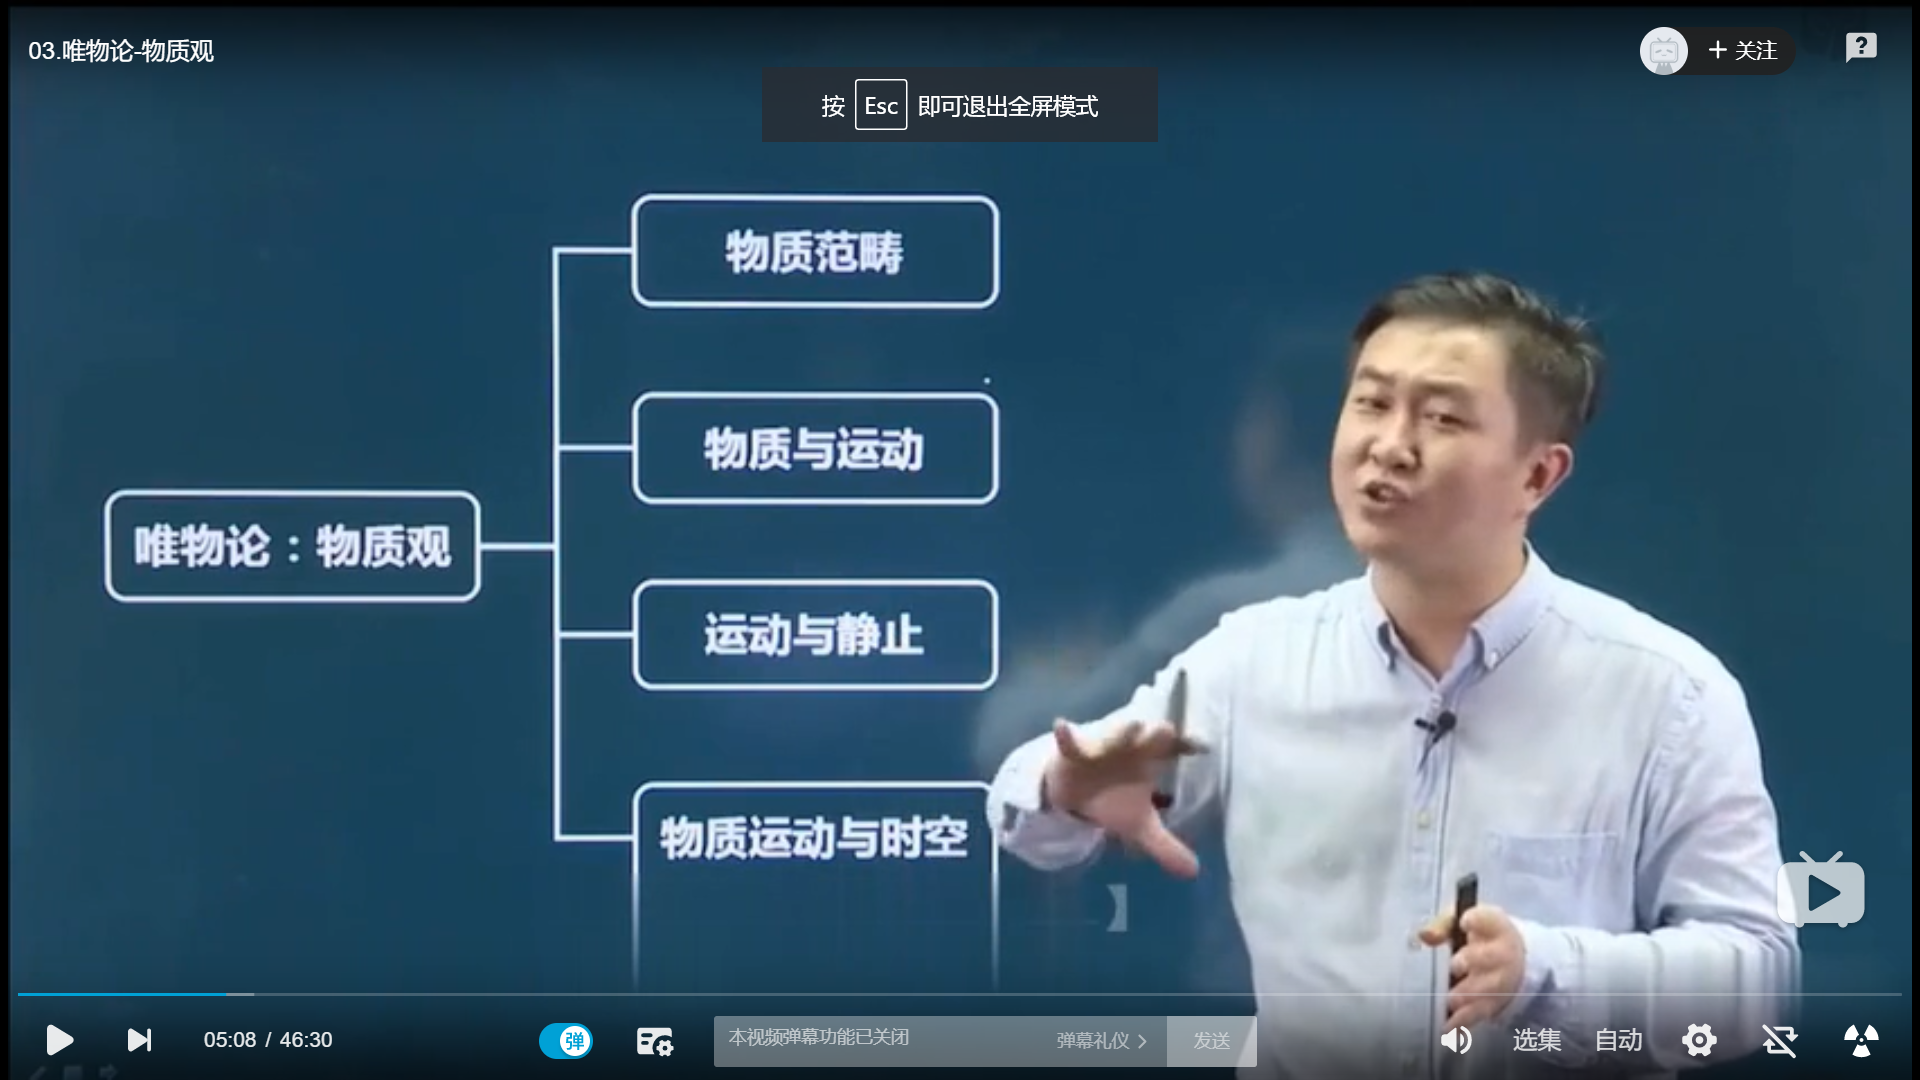 03.唯物论-物质观
+ 关注
按 Esc 即可退出全屏模式
物质范畴
物质与运动
唯物论：物质观
运动与静止
物质运动与时空
】
05:08 / 46:30
弹
本视频弹幕功能已关闭
弹幕礼仪 >
发送
选集
自动